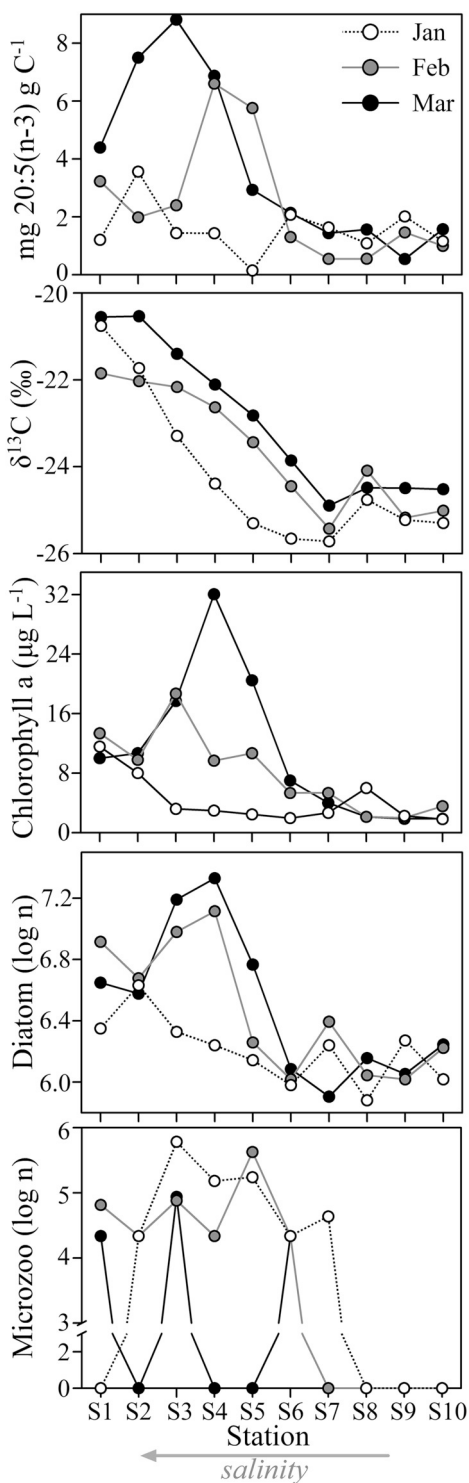 mg 20:5(n-3) g C⁻¹
8
6
4
2
0
Jan
Feb
Mar
δ¹³C (‰)
-20
-22
-24
-26
Chlorophyll a (µg L⁻¹)
32
24
16
8
0
Diatom (log n)
7.2
6.8
6.4
6.0
Microzoo (log n)
6
5
4
3
2
0
S1 S2 S3 S4 S5 S6 S7 S8 S9 S10
Station
salinity